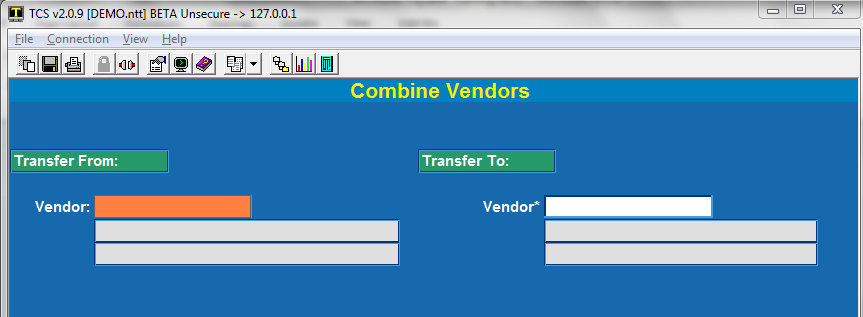 TCS v2.0.9 [DEMO.ntt] BETA Unsecure -> 127.0.0.1
File Connection View Help
Combine Vendors
Transfer From: Transfer To:
Vendor: Vendor*